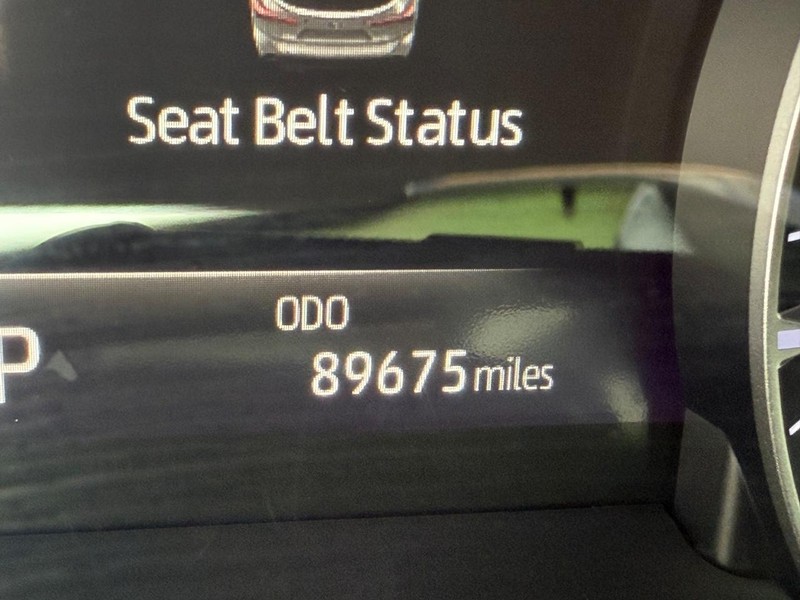 Seat Belt Status
ODO
P
89675 miles